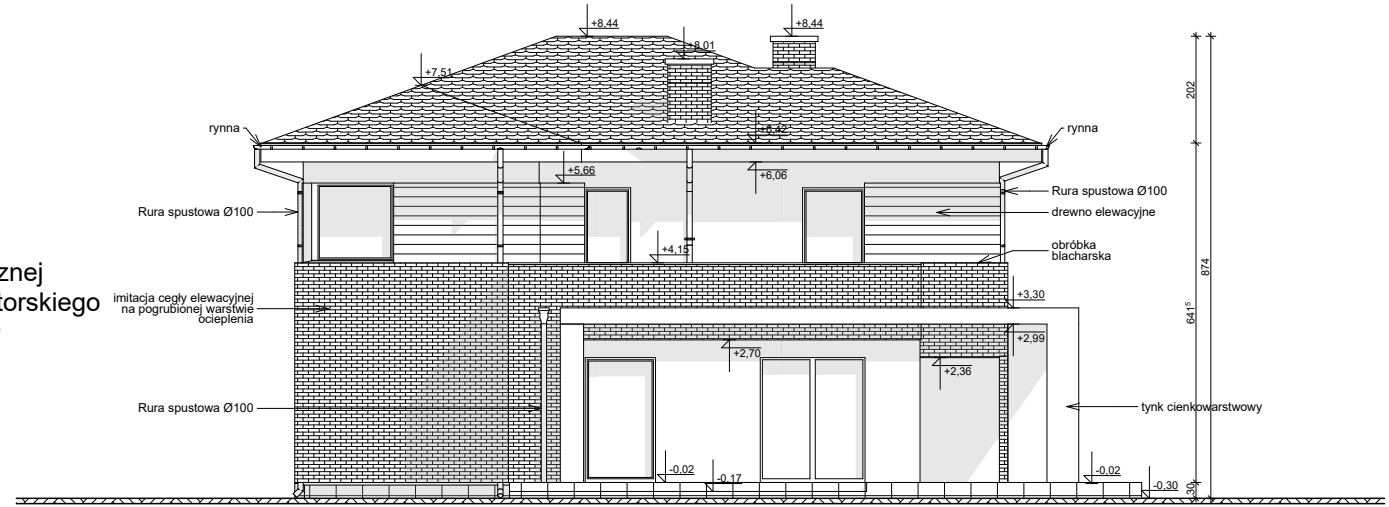 +8,44
+8,44
+8,01
+7,51
rynna
+6,42
rynna
+5,66
+6,06
Rura spustowa Ø100
Rura spustowa Ø100
drewno elewacyjne
+4,15
obróbka
blacharska
znej
torskiego
imitacja cegły elewacyjnej
na pogrubionej warstwie
ocieplenia
+3,30
+2,99
+2,70
+2,36
Rura spustowa Ø100
tynk cienkowarstwowy
-0,02
-0,17
-0,02
-0,30
202
641⁵
874
30